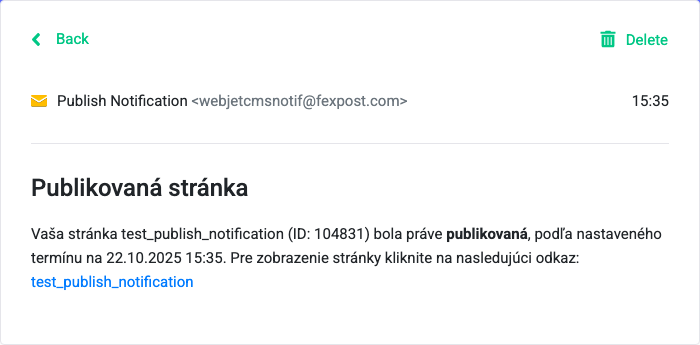 Back
Delete
Publish Notification <webjetcmsnotif@fexpost.com>
15:35
Publikovaná stránka
Vaša stránka test_publish_notification (ID: 104831) bola práve publikovaná, podľa nastaveného
termínu na 22.10.2025 15:35. Pre zobrazenie stránky kliknite na nasledujúci odkaz:
test_publish_notification